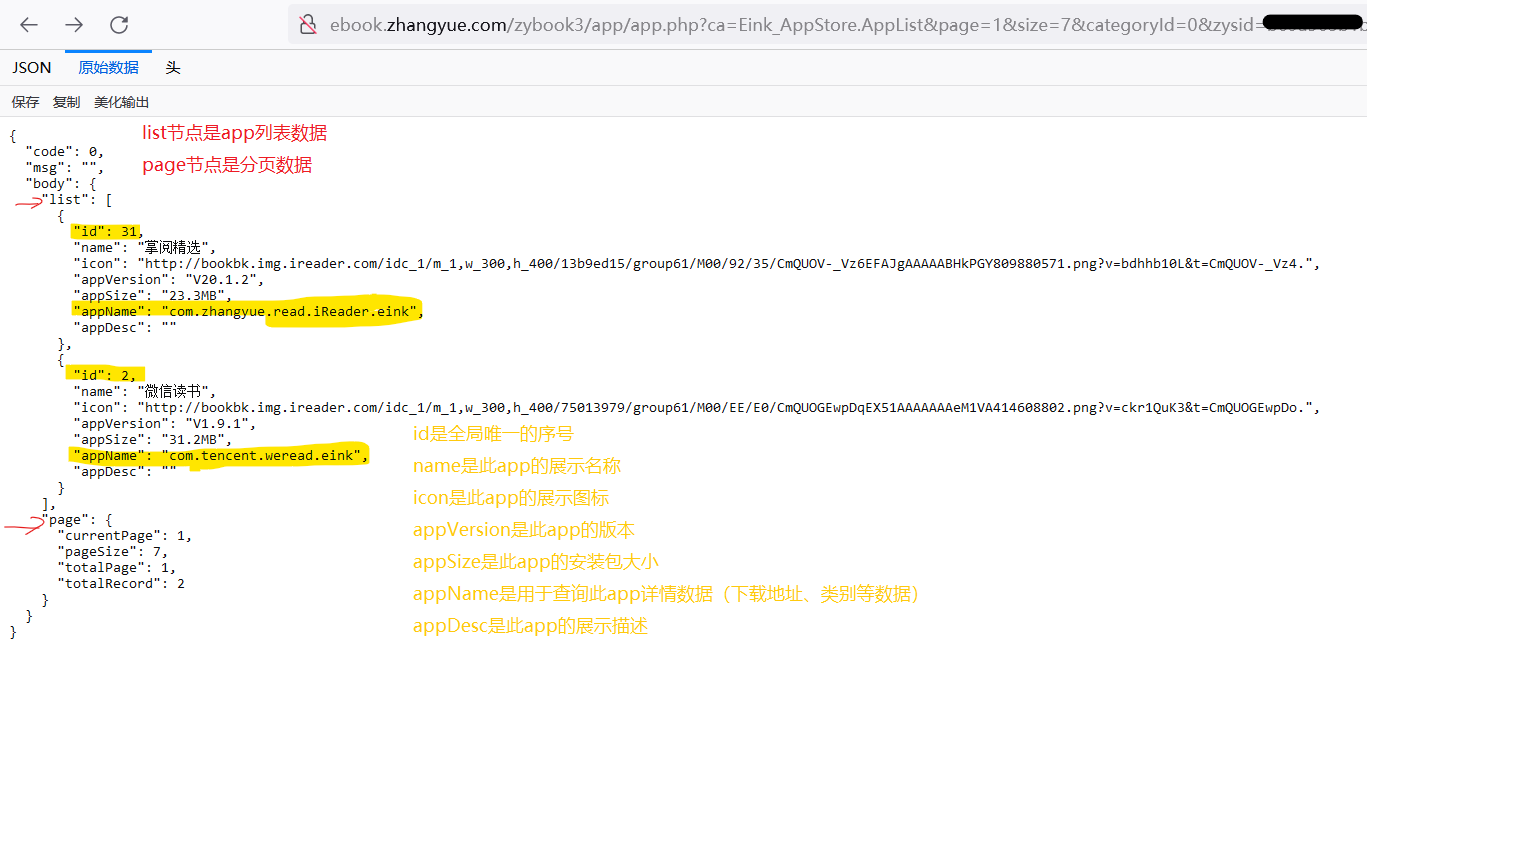 ebook.zhangyue.com/zybook3/app/app.php?ca=Eink_AppStore.AppList&page=1&size=7&categoryId=0&zysid=
JSON 原始数据 头
保存 复制 美化输出
list节点是app列表数据
page节点是分页数据
{
"code": 0,
"msg": "",
"body": {
"list": [
{
"id": 31,
"name": "掌阅精选",
"icon": "http://bookbk.img.ireader.com/idc_1/m_1,w_300,h_400/13b9ed15/group61/M00/92/35/CmQUOV-_Vz6EFAJgAAAAABHkPGY809880571.png?v=bdhhb10L&t=CmQUOV-_Vz4.",
"appVersion": "V20.1.2",
"appSize": "23.3MB",
"appName": "com.zhangyue.read.iReader.eink",
"appDesc": ""
},
{
"id": 2,
"name": "微信读书",
"icon": "http://bookbk.img.ireader.com/idc_1/m_1,w_300,h_400/75013979/group61/M00/EE/E0/CmQUOGEwpDqEX51AAAAAAAeM1VA414608802.png?v=ckr1QuK3&t=CmQUOGEwpDo.",
"appVersion": "V1.9.1",
"appSize": "31.2MB",
"appName": "com.tencent.weread.eink",
"appDesc": ""
}
],
"page": {
"currentPage": 1,
"pageSize": 7,
"totalPage": 1,
"totalRecord": 2
}
}
}
id是全局唯一的序号
name是此app的展示名称
icon是此app的展示图标
appVersion是此app的版本
appSize是此app的安装包大小
appName是用于查询此app详情数据（下载地址、类别等数据）
appDesc是此app的展示描述